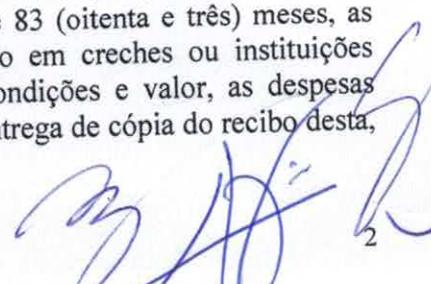 83 (oitenta e três) meses, as
o em creches ou instituições
ondições e valor, as despesas
ntrega de cópia do recibo desta,
2